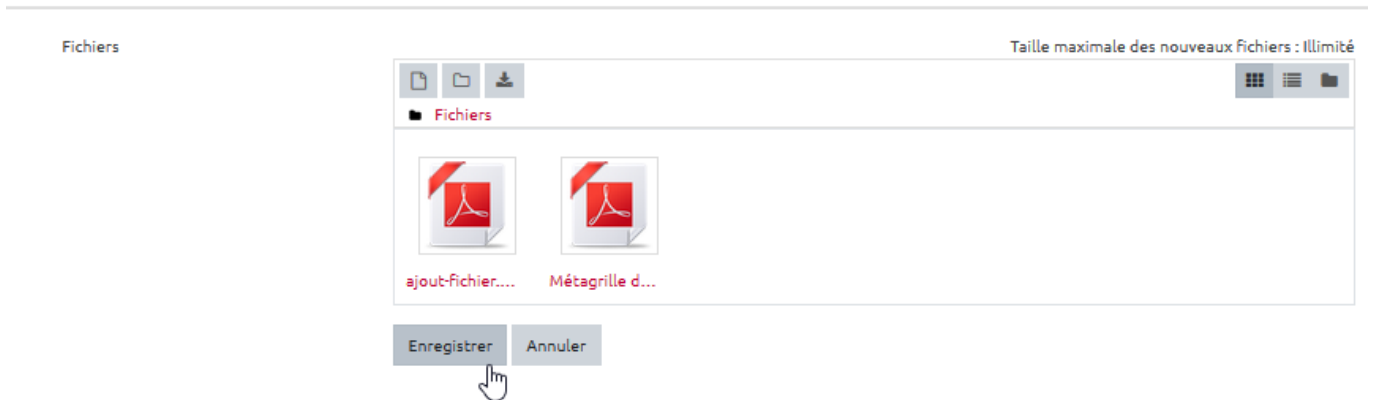 Fichiers
Taille maximale des nouveaux fichiers : Illimité
Fichiers
ajout-fichier....
Métagrille d...
Enregistrer
Annuler